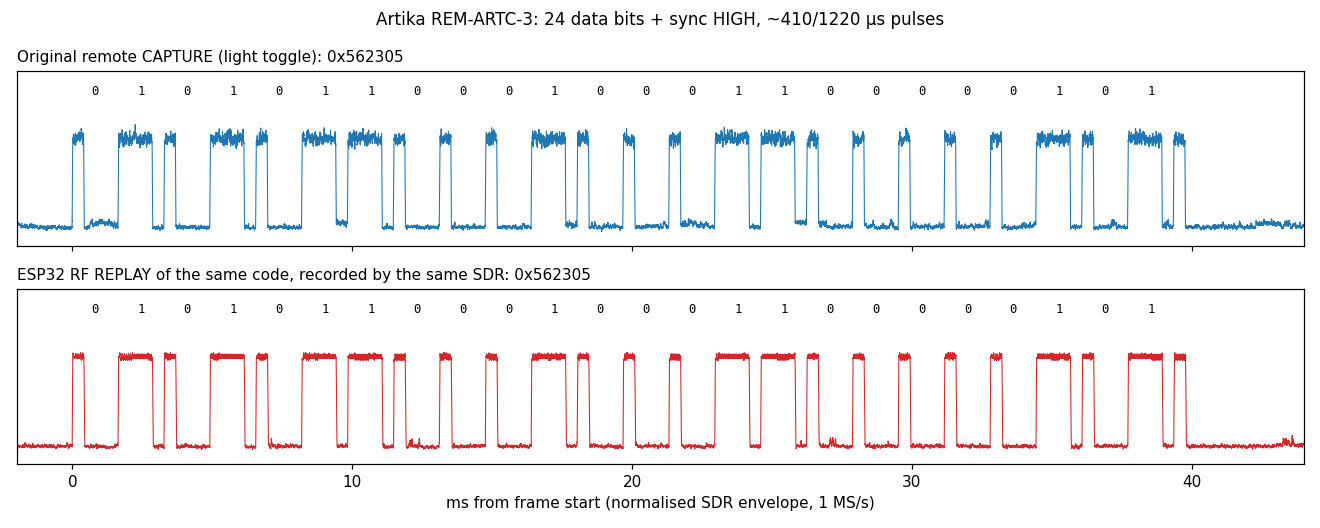 Artika REM-ARTC-3: 24 data bits + sync HIGH, ~410/1220 µs pulses
Original remote CAPTURE (light toggle): 0x562305
0 1 0 1 0 1 1 0 0 0 1 0 0 0 1 1 0 0 0 0 0 1 0 1
ESP32 RF REPLAY of the same code, recorded by the same SDR: 0x562305
0 1 0 1 0 1 1 0 0 0 1 0 0 0 1 1 0 0 0 0 0 1 0 1
0 10 20 30 40
ms from frame start (normalised SDR envelope, 1 MS/s)